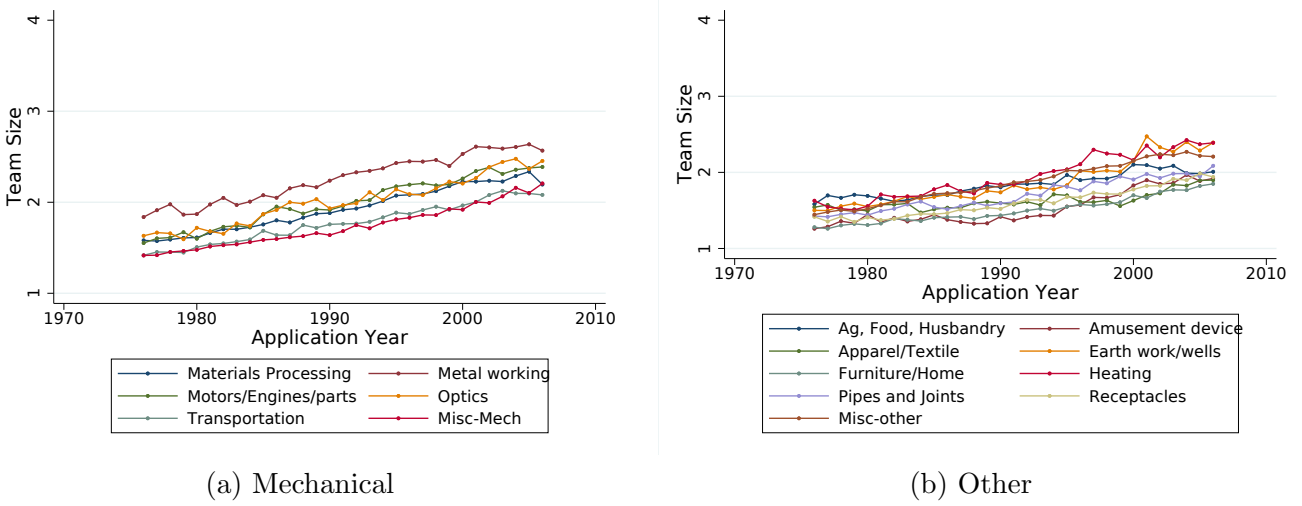 4
3
2
1
Team Size
1970
1980
1990
2000
2010
Application Year
Materials Processing
Metal working
Motors/Engines/parts
Optics
Transportation
Misc-Mech
(a) Mechanical
4
3
2
1
Team Size
1970
1980
1990
2000
2010
Application Year
Ag, Food, Husbandry
Amusement device
Apparel/Textile
Earth work/wells
Furniture/Home
Heating
Pipes and Joints
Receptacles
Misc-other
(b) Other